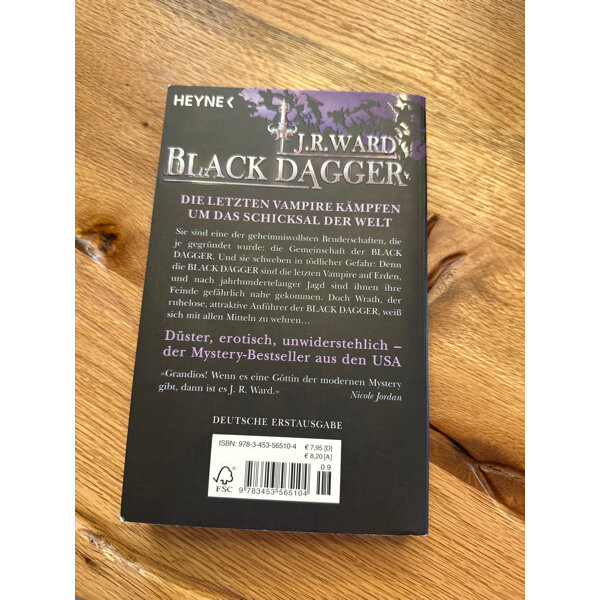 HEYNE
J.R.WARD
BLACK DAGGER
DIE LETZTEN VAMPIRE KÄMPFEN
UM DAS SCHICKSAL DER WELT
Sie sind eine der geheimnisvollsten Bruderschaften, die
je gegründet wurde: die Gemeinschaft der BLACK
DAGGER. Und sie schweben in tödlicher Gefahr: Denn
die BLACK DAGGER sind die letzten Vampire auf Erden,
und nach jahrhundertelanger Jagd sind ihnen ihre
Feinde gefährlich nahe gekommen. Doch Wrath, der
ruhelose, attraktive Anführer der BLACK DAGGER, weiß
sich mit allen Mitteln zu wehren…
Düster, erotisch, unwiderstehlich –
der Mystery-Bestseller aus den USA
»Grandios! Wenn es eine Göttin der modernen Mystery
gibt, dann ist es J. R. Ward.«
Nicole Jordan
DEUTSCHE ERSTAUSGABE
ISBN: 978-3-453-56510-4
€ 7,95 [D]
€ 8,20 [A]
09
FSC
9 783453 565104